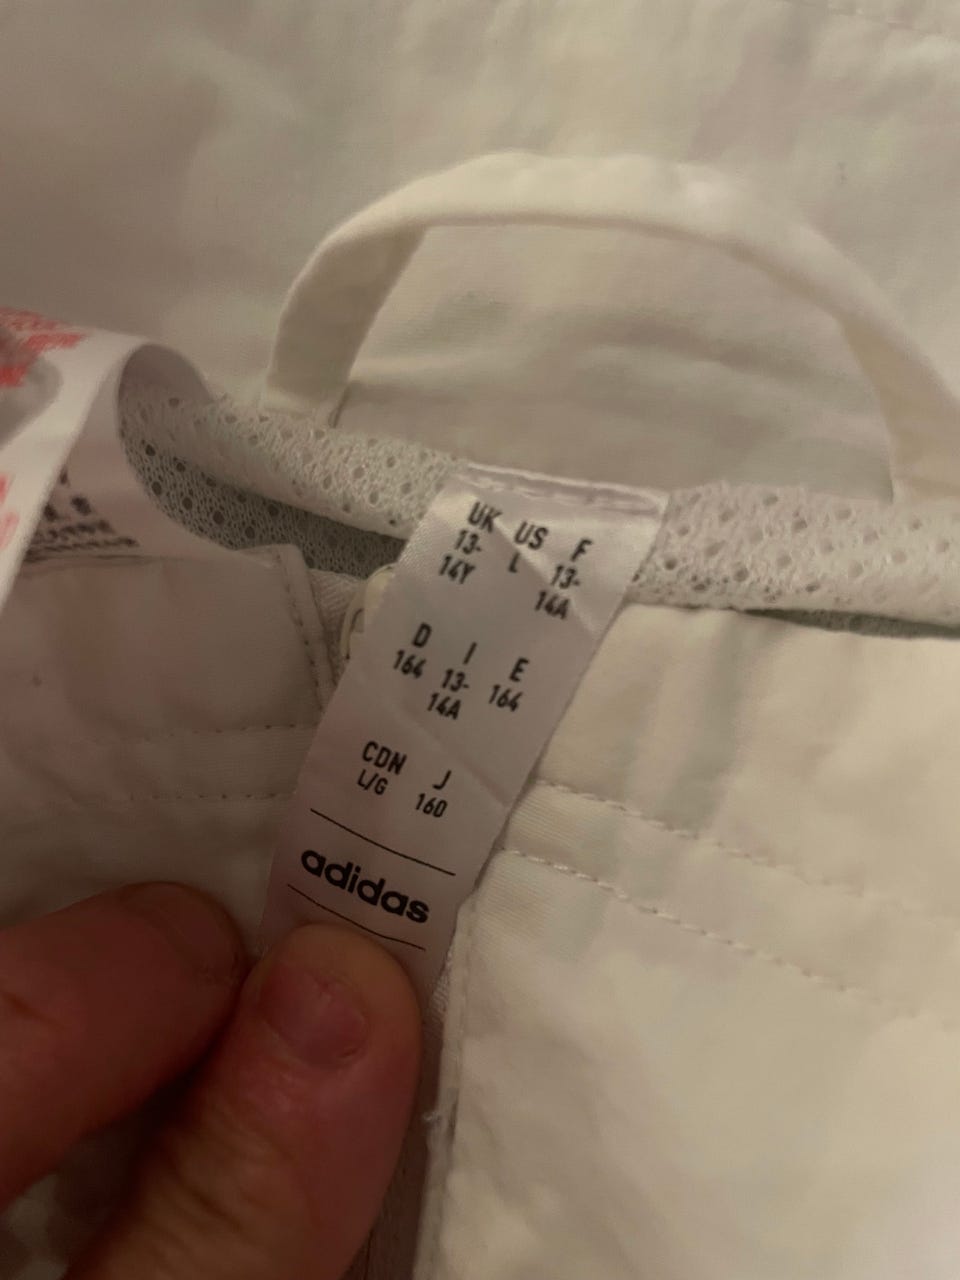 UK US F
13- L 13-
14Y 14A
D I E
164 13- 164
14A
CDN J
L/G 160
adidas